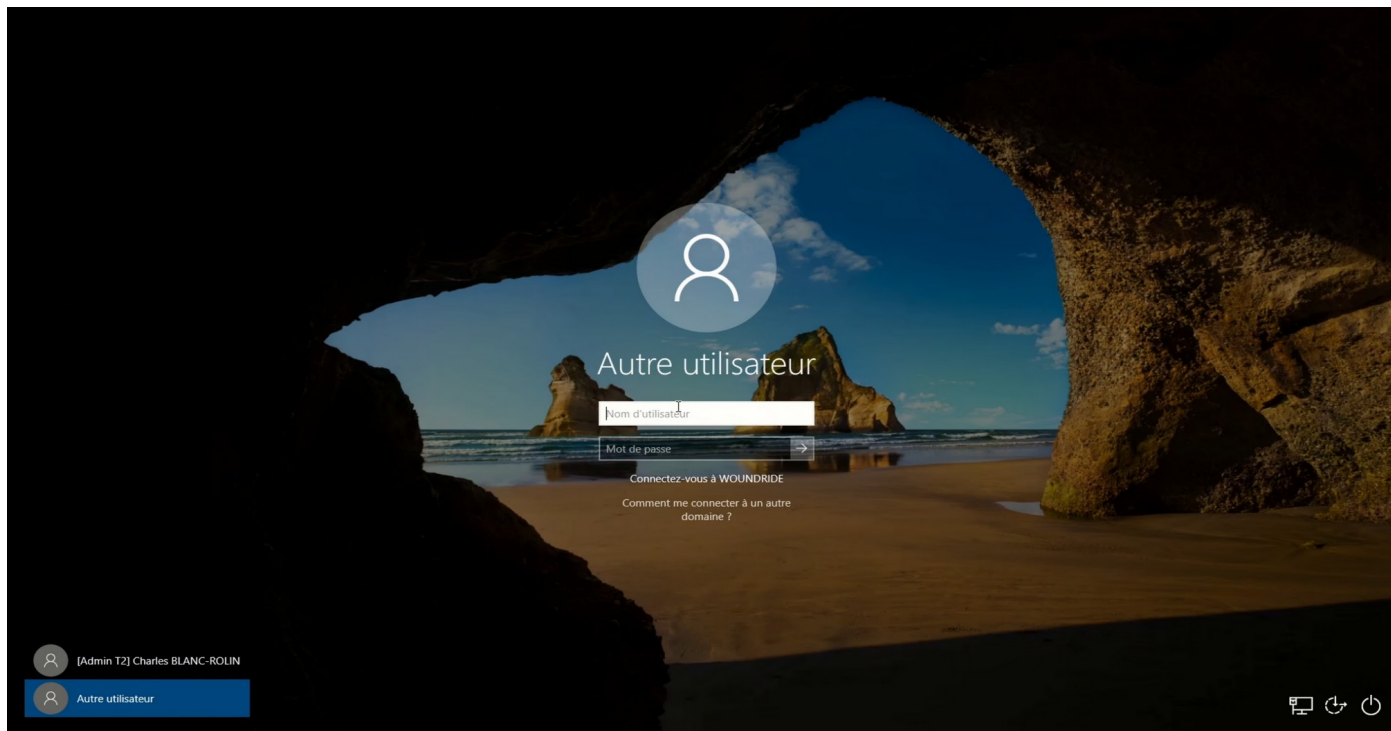 Autre utilisateur
Nom d'utilisateur
Mot de passe
Connectez-vous à WOUNDRIDE
Comment me connecter à un autre
domaine ?
[Admin T2] Charles BLANC-ROLIN
Autre utilisateur